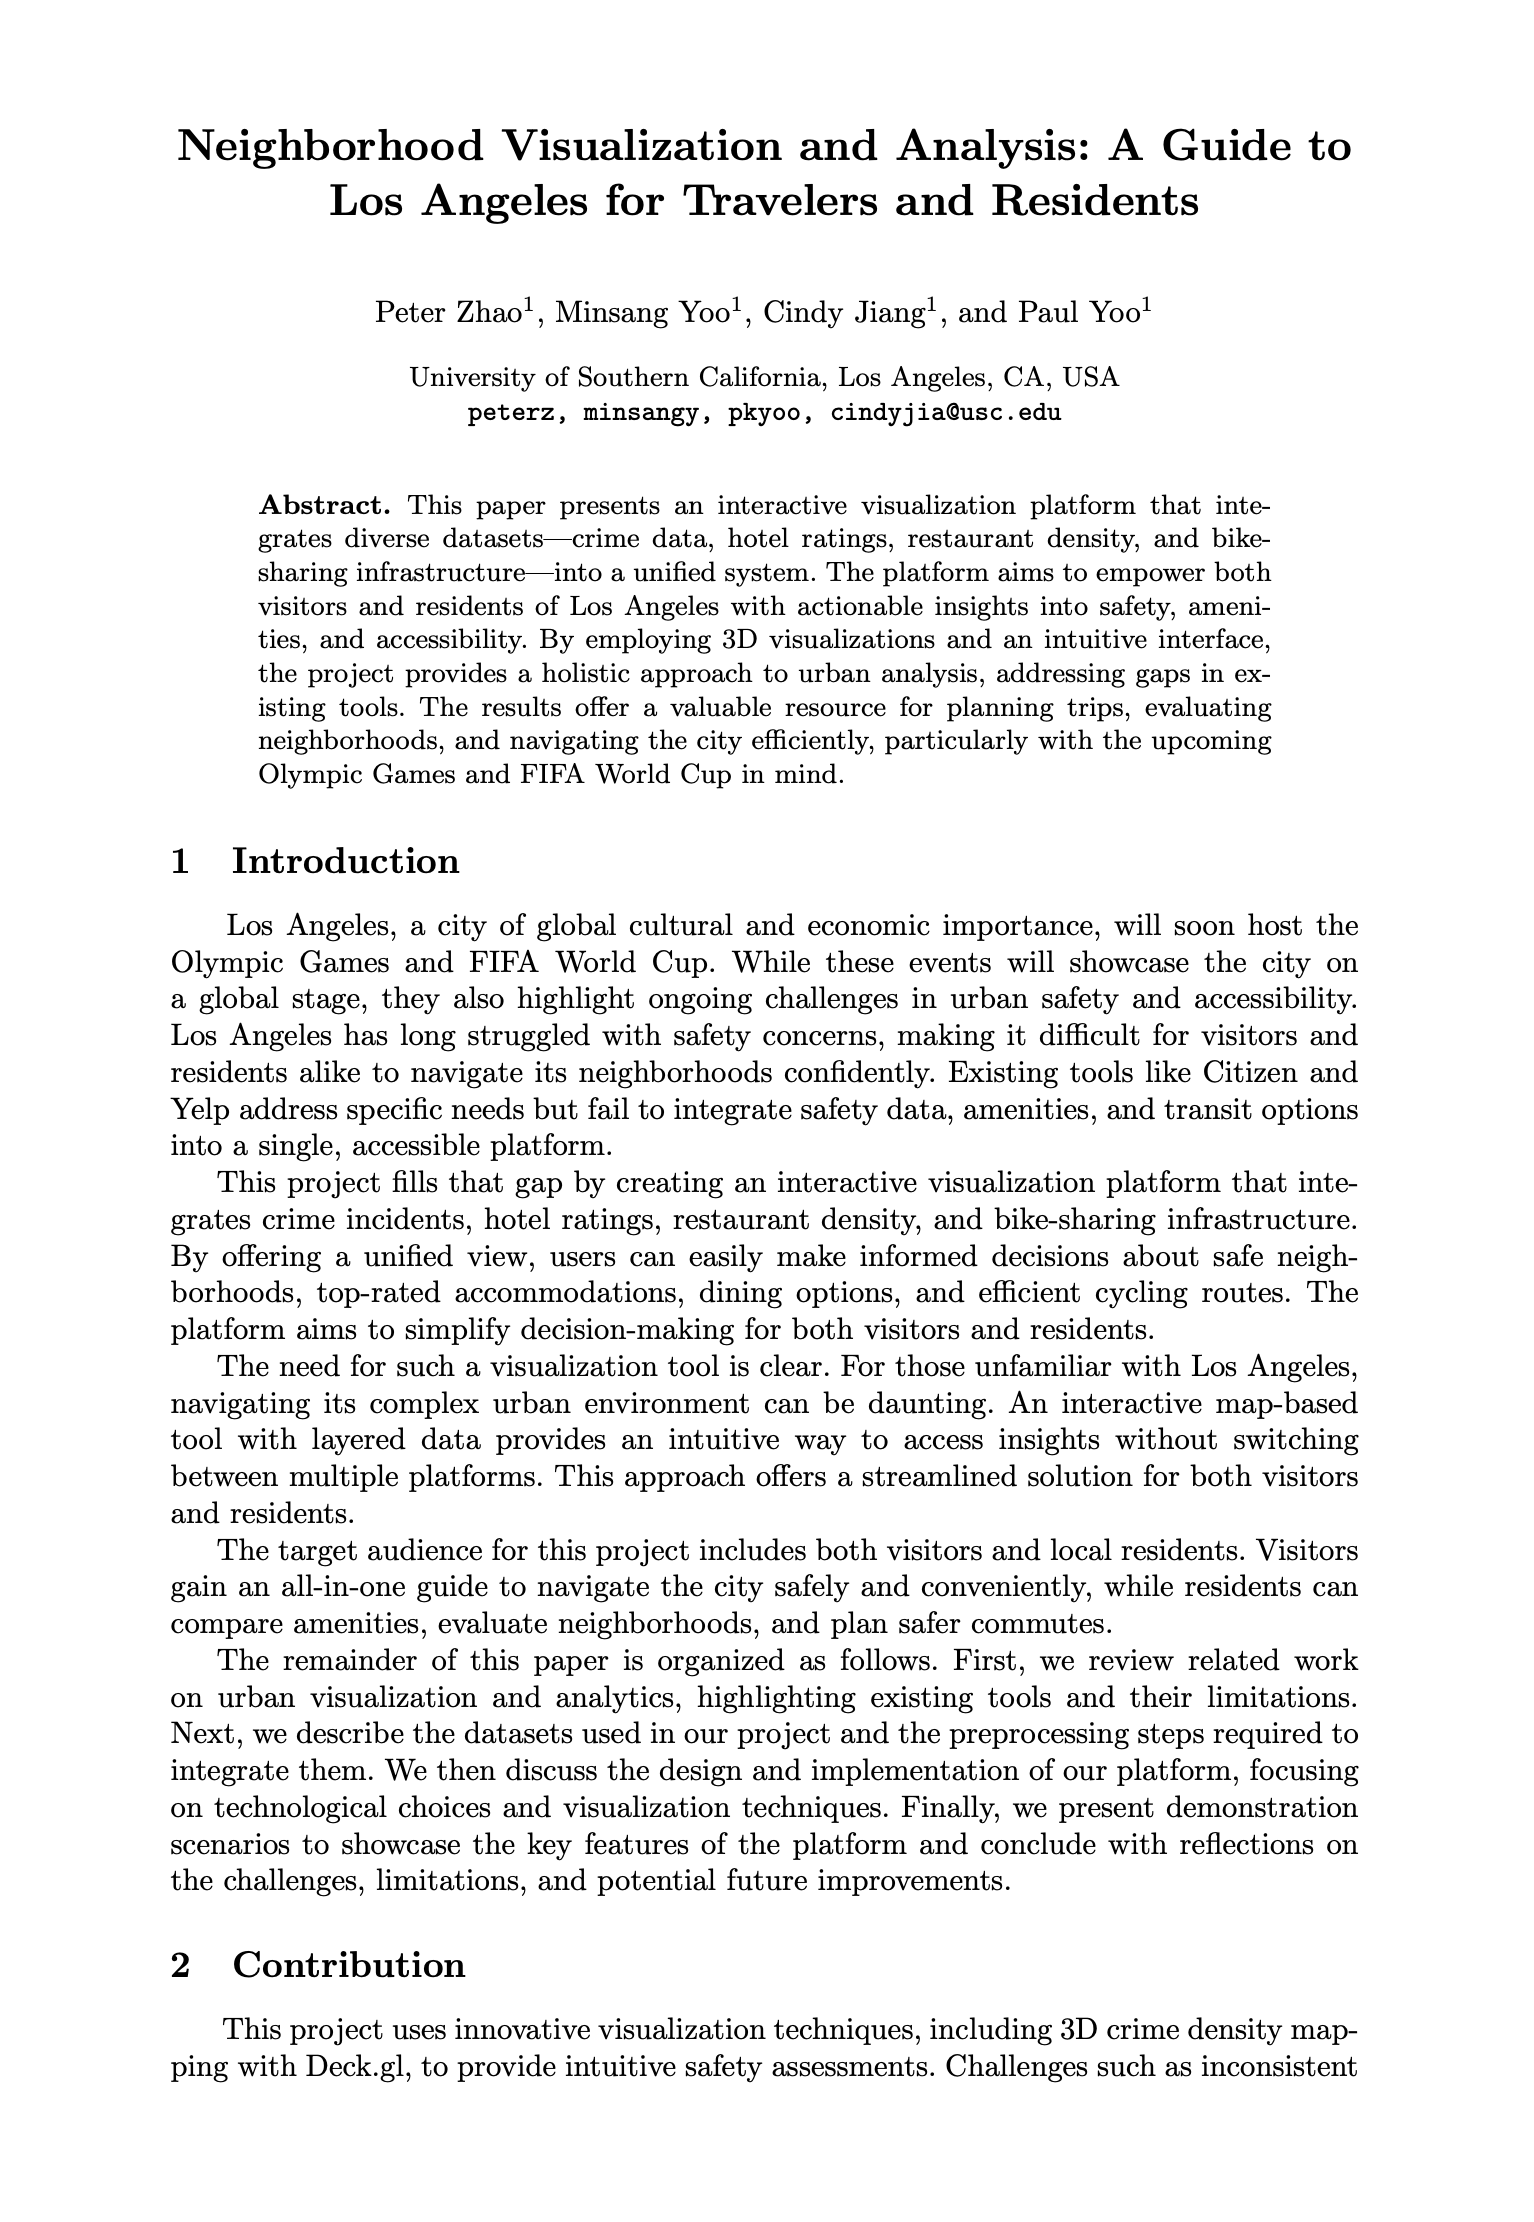 Neighborhood Visualization and Analysis: A Guide to
Los Angeles for Travelers and Residents
Peter Zhao¹, Minsang Yoo¹, Cindy Jiang¹, and Paul Yoo¹
University of Southern California, Los Angeles, CA, USA
peterz, minsangy, pkyoo, cindyjia@usc.edu
Abstract. This paper presents an interactive visualization platform that inte-
grates diverse datasets—crime data, hotel ratings, restaurant density, and bike-
sharing infrastructure—into a unified system. The platform aims to empower both
visitors and residents of Los Angeles with actionable insights into safety, ameni-
ties, and accessibility. By employing 3D visualizations and an intuitive interface,
the project provides a holistic approach to urban analysis, addressing gaps in ex-
isting tools. The results offer a valuable resource for planning trips, evaluating
neighborhoods, and navigating the city efficiently, particularly with the upcoming
Olympic Games and FIFA World Cup in mind.
1 Introduction
Los Angeles, a city of global cultural and economic importance, will soon host the
Olympic Games and FIFA World Cup. While these events will showcase the city on
a global stage, they also highlight ongoing challenges in urban safety and accessibility.
Los Angeles has long struggled with safety concerns, making it difficult for visitors and
residents alike to navigate its neighborhoods confidently. Existing tools like Citizen and
Yelp address specific needs but fail to integrate safety data, amenities, and transit options
into a single, accessible platform.
This project fills that gap by creating an interactive visualization platform that inte-
grates crime incidents, hotel ratings, restaurant density, and bike-sharing infrastructure.
By offering a unified view, users can easily make informed decisions about safe neigh-
borhoods, top-rated accommodations, dining options, and efficient cycling routes. The
platform aims to simplify decision-making for both visitors and residents.
The need for such a visualization tool is clear. For those unfamiliar with Los Angeles,
navigating its complex urban environment can be daunting. An interactive map-based
tool with layered data provides an intuitive way to access insights without switching
between multiple platforms. This approach offers a streamlined solution for both visitors
and residents.
The target audience for this project includes both visitors and local residents. Visitors
gain an all-in-one guide to navigate the city safely and conveniently, while residents can
compare amenities, evaluate neighborhoods, and plan safer commutes.
The remainder of this paper is organized as follows. First, we review related work
on urban visualization and analytics, highlighting existing tools and their limitations.
Next, we describe the datasets used in our project and the preprocessing steps required to
integrate them. We then discuss the design and implementation of our platform, focusing
on technological choices and visualization techniques. Finally, we present demonstration
scenarios to showcase the key features of the platform and conclude with reflections on
the challenges, limitations, and potential future improvements.
2 Contribution
This project uses innovative visualization techniques, including 3D crime density map-
ping with Deck.gl, to provide intuitive safety assessments. Challenges such as inconsistent